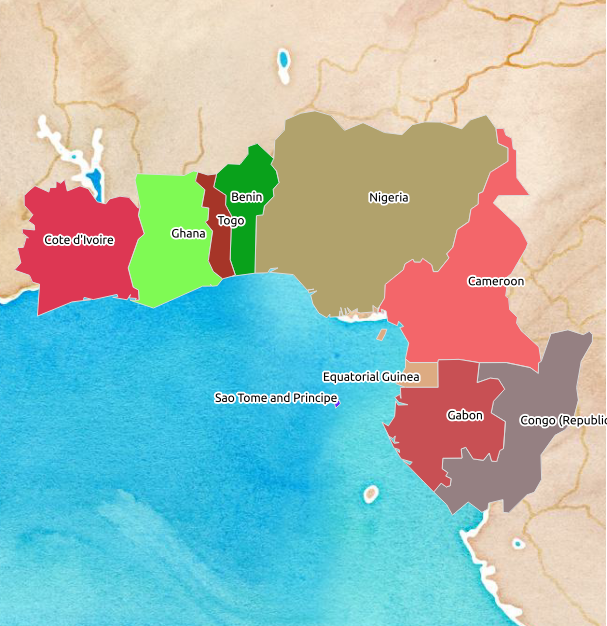 Benin
Nigeria
Togo
Ghana
Cote d'Ivoire
Cameroon
Equatorial Guinea
Sao Tome and Principe
Gabon
Congo (Republic